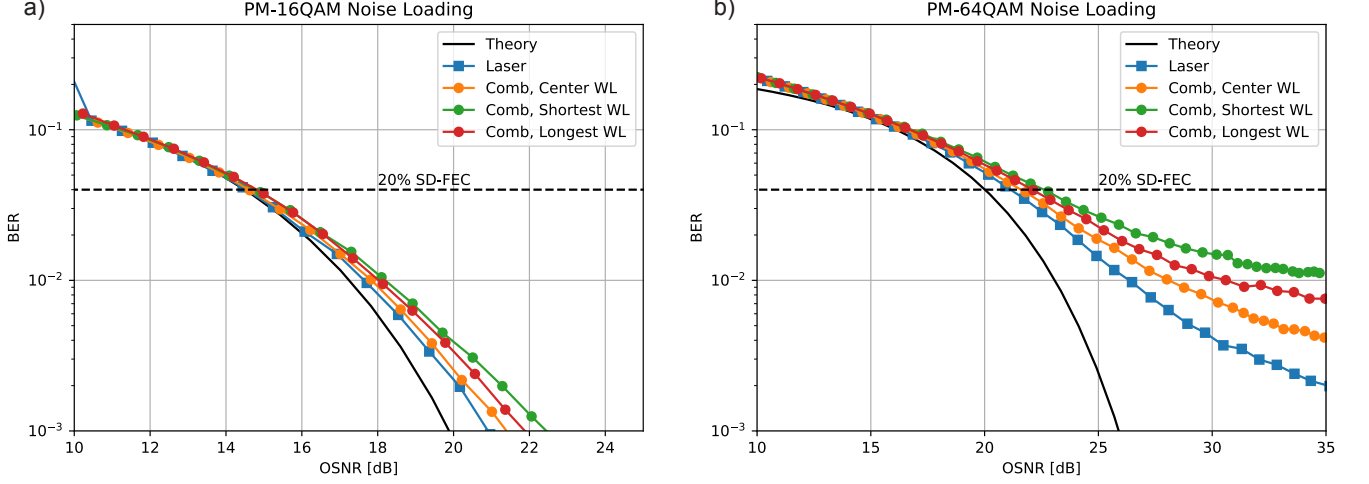 a)
PM-16QAM Noise Loading
Theory
Laser
Comb, Center WL
Comb, Shortest WL
Comb, Longest WL
20% SD-FEC
BER
10⁻¹
10⁻²
10⁻³
10 12 14 16 18 20 22 24
OSNR [dB]
b)
PM-64QAM Noise Loading
Theory
Laser
Comb, Center WL
Comb, Shortest WL
Comb, Longest WL
20% SD-FEC
BER
10⁻¹
10⁻²
10⁻³
10 15 20 25 30 35
OSNR [dB]